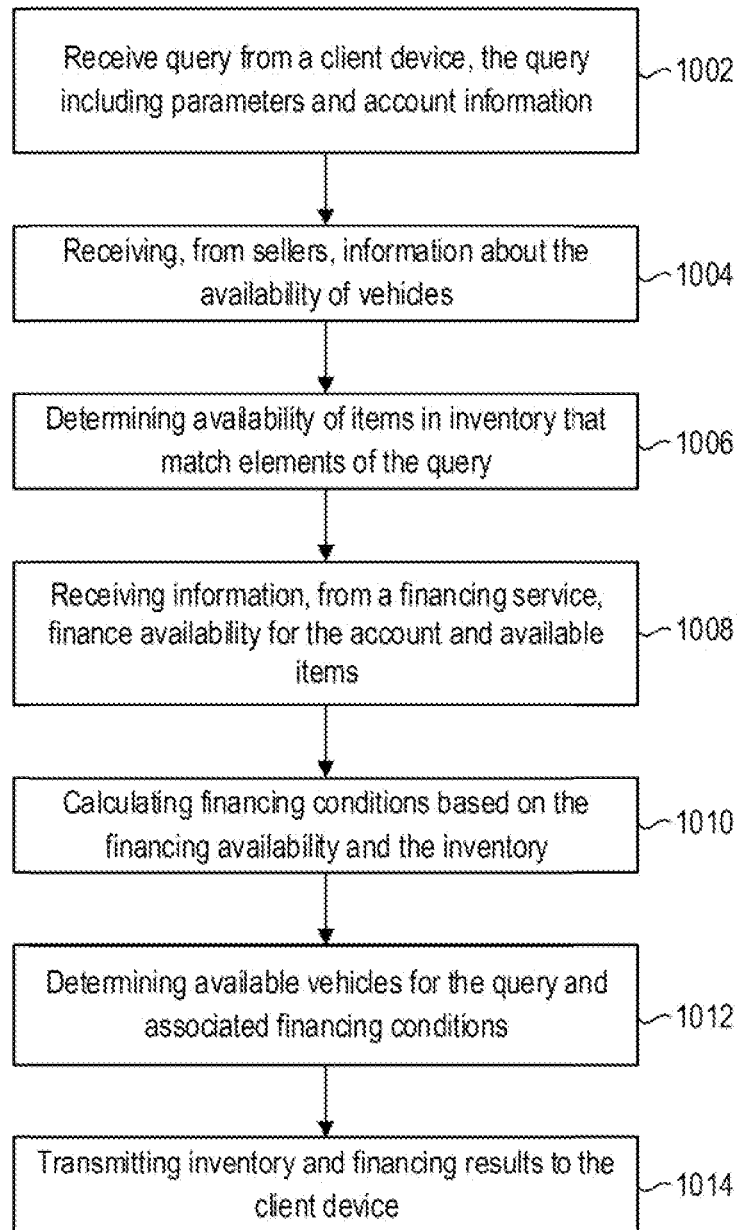 Receive query from a client device, the query
including parameters and account information
1002
Receiving, from sellers, information about the
availability of vehicles
1004
Determining availability of items in inventory that
match elements of the query
1006
Receiving information, from a financing service,
finance availability for the account and available
items
1008
Calculating financing conditions based on the
financing availability and the inventory
1010
Determining available vehicles for the query and
associated financing conditions
1012
Transmitting inventory and financing results to the
client device
1014